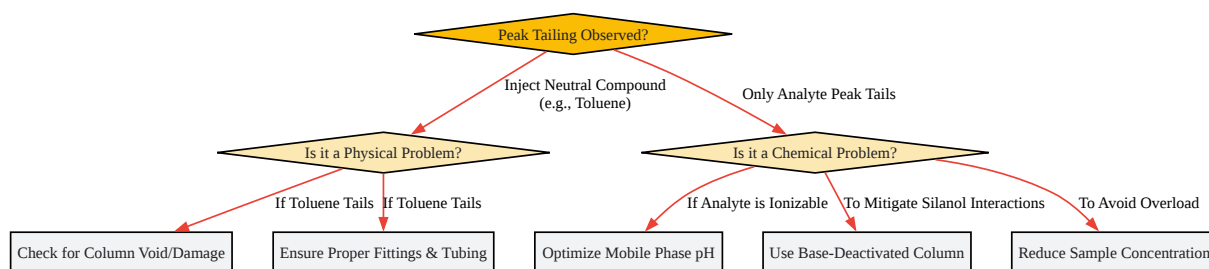 Peak Tailing Observed?
Inject Neutral Compound
(e.g., Toluene)
Only Analyte Peak Tails
Is it a Physical Problem?
Is it a Chemical Problem?
If Toluene Tails
If Toluene Tails
If Analyte is Ionizable
To Mitigate Silanol Interactions
To Avoid Overload
Check for Column Void/Damage
Ensure Proper Fittings & Tubing
Optimize Mobile Phase pH
Use Base-Deactivated Column
Reduce Sample Concentration